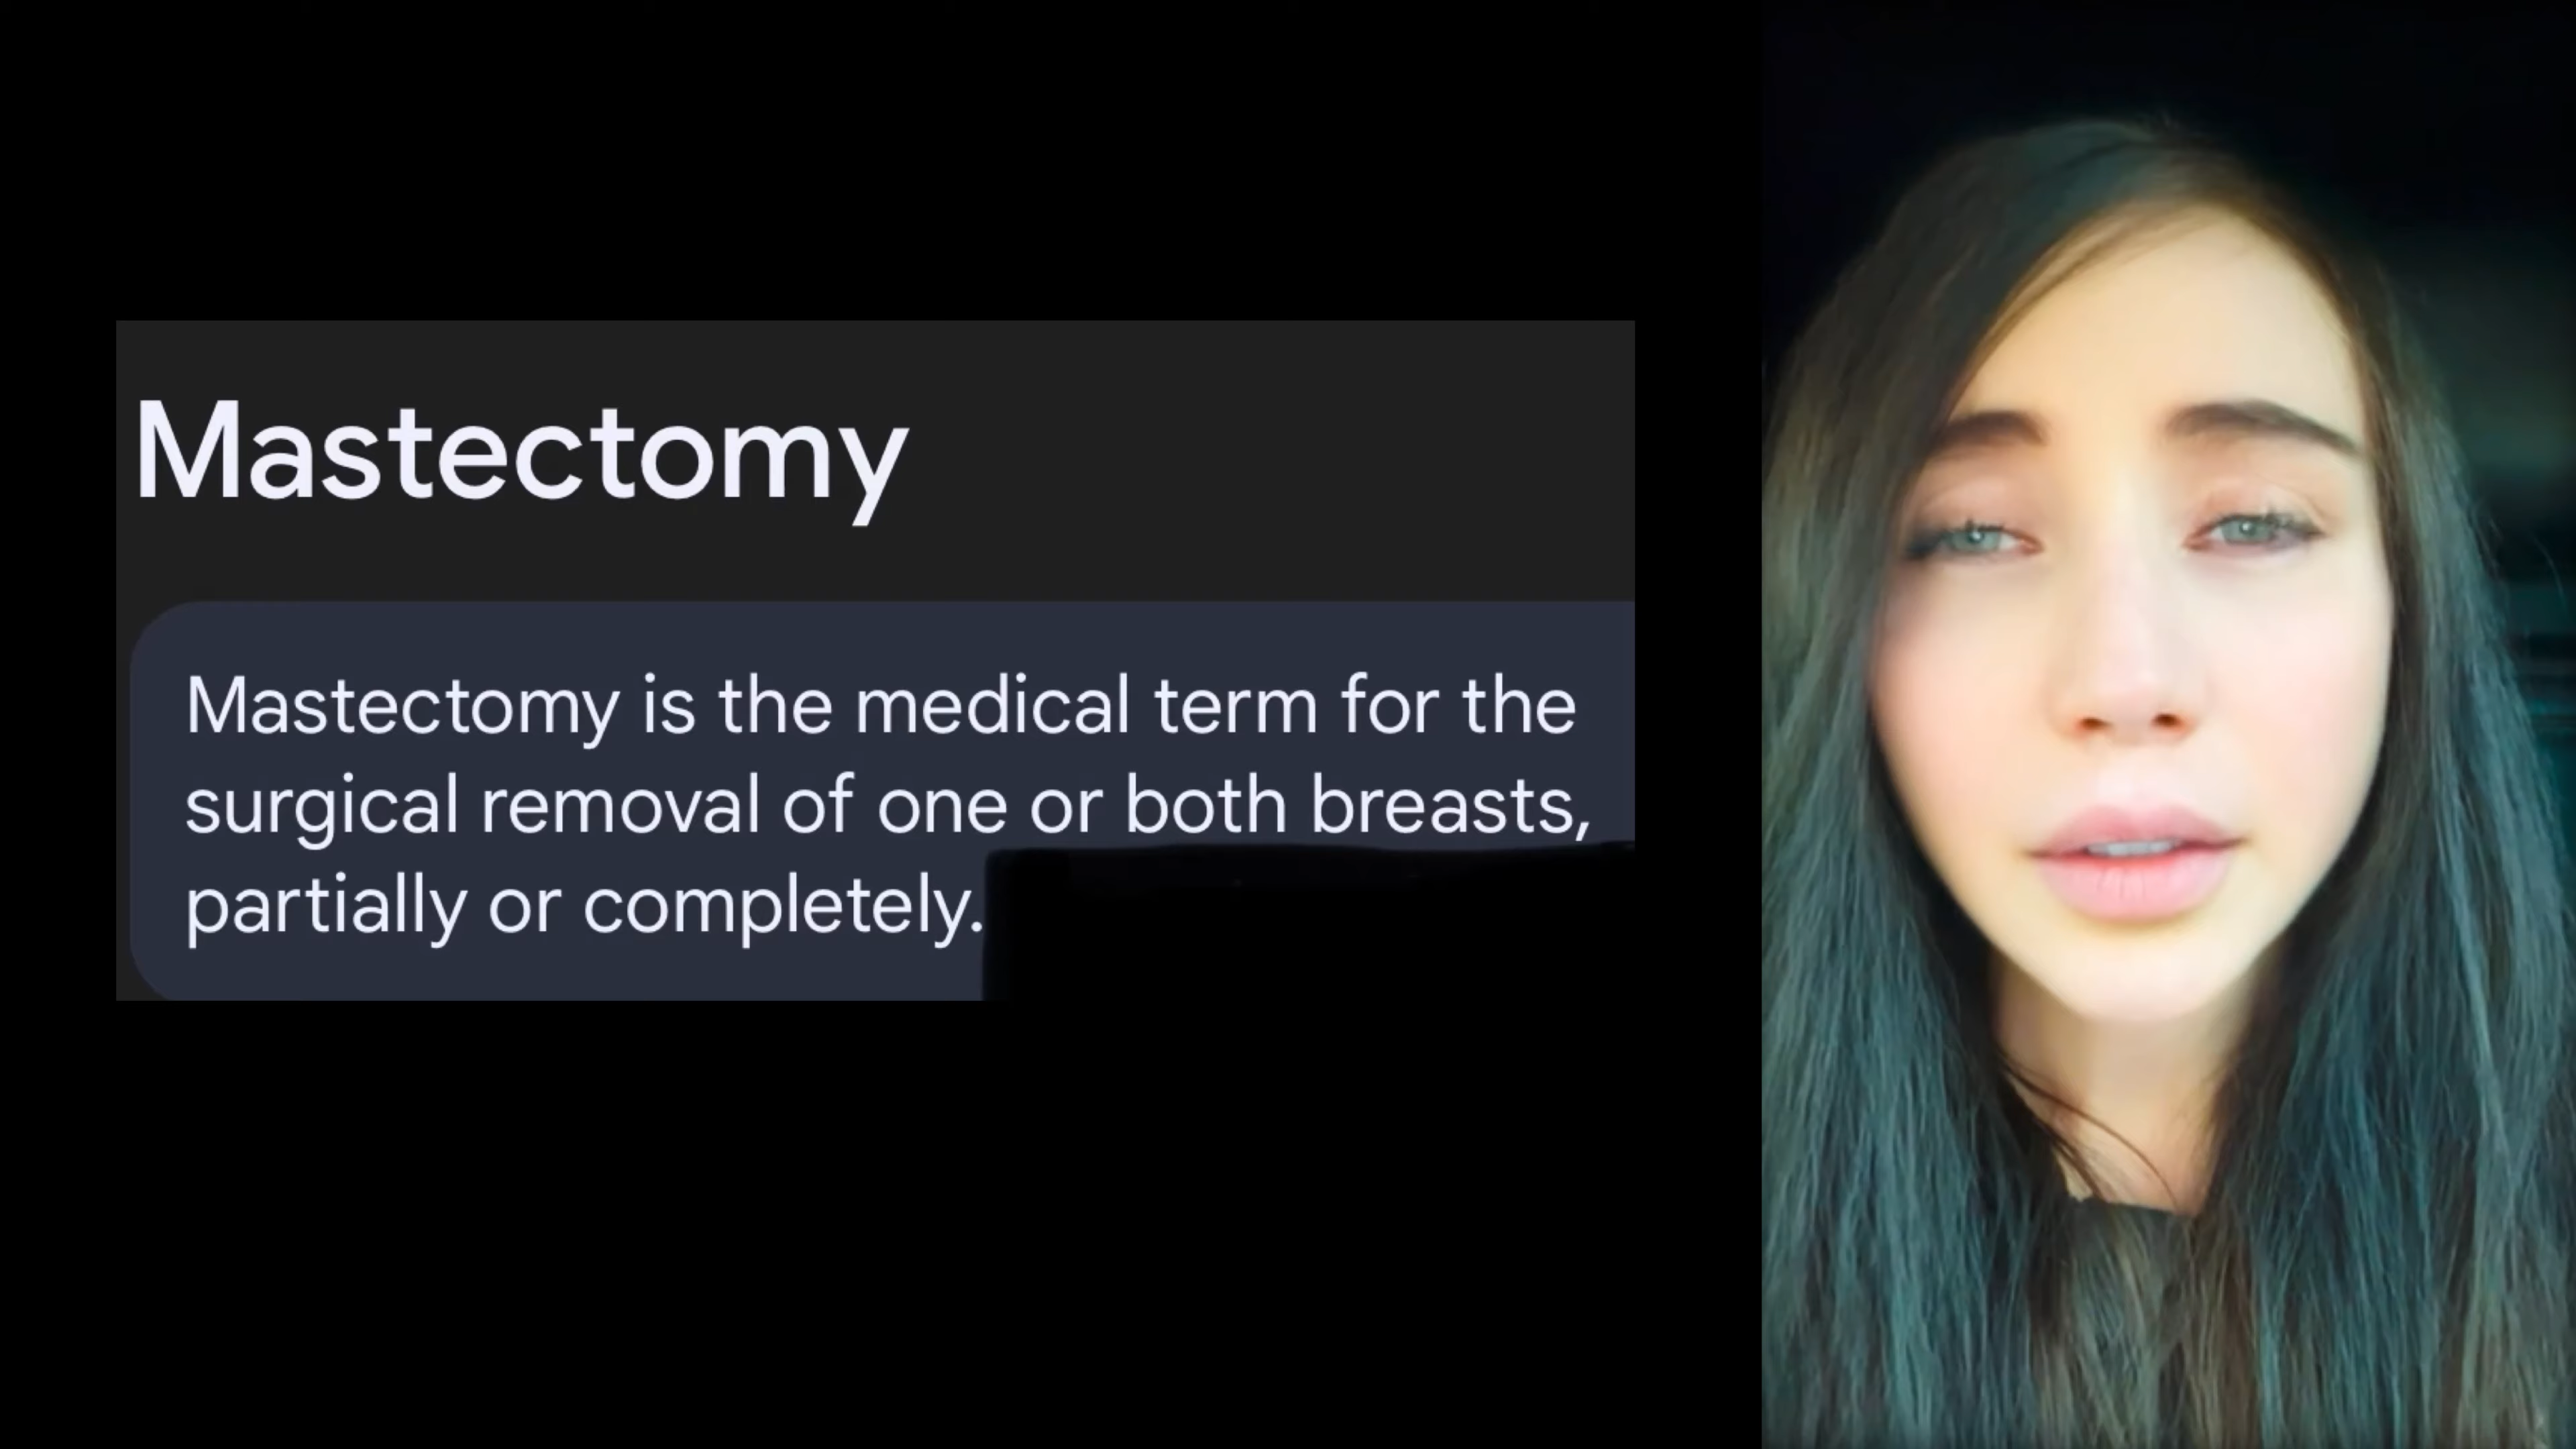 Mastectomy
Mastectomy is the medical term for the
surgical removal of one or both breasts,
partially or completely.